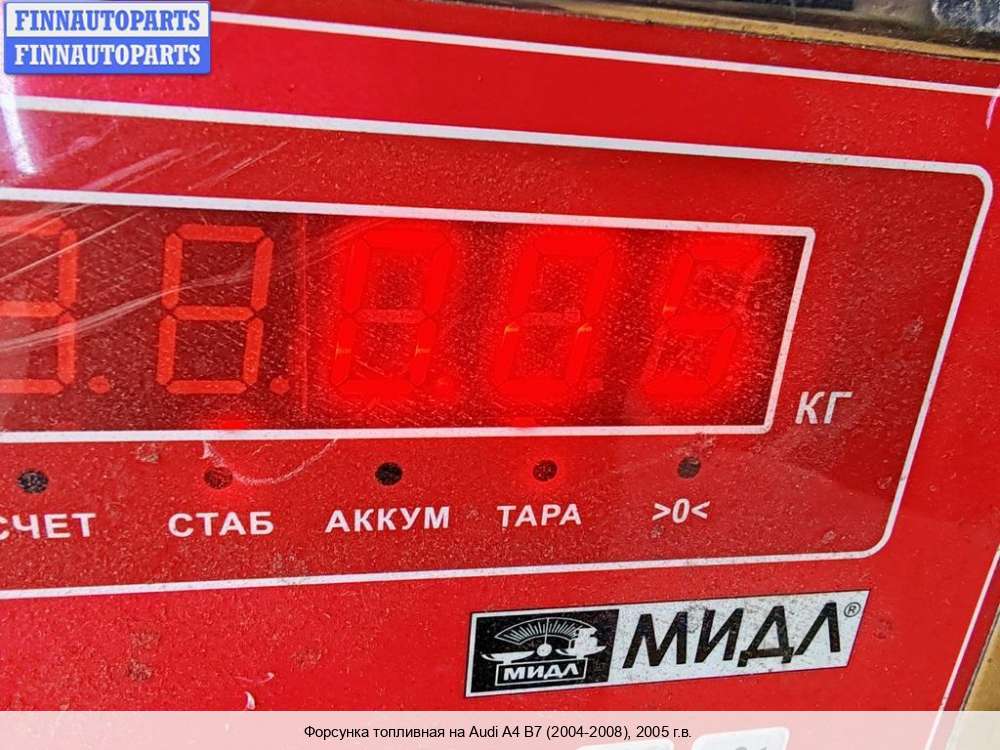 FINNAUTOPARTS
FINNAUTOPARTS
0.05
КГ
СЧЕТ СТАБ АККУМ ТАРА >0<
МИДЛ МИДЛ®
Форсунка топливная на Audi A4 B7 (2004-2008), 2005 г.в.